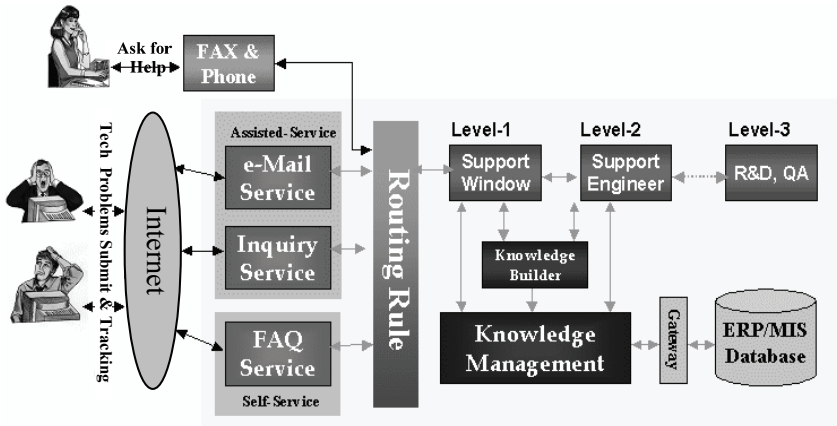 Ask for
Help
FAX &
Phone
Tech Problems Submit & Tracking
Internet
Assisted-Service
e-Mail
Service
Inquiry
Service
FAQ
Service
Self-Service
Routing Rule
Level-1
Support
Window
Level-2
Support
Engineer
Level-3
R&D, QA
Knowledge
Builder
Knowledge
Management
Gateway
ERP/MIS
Database